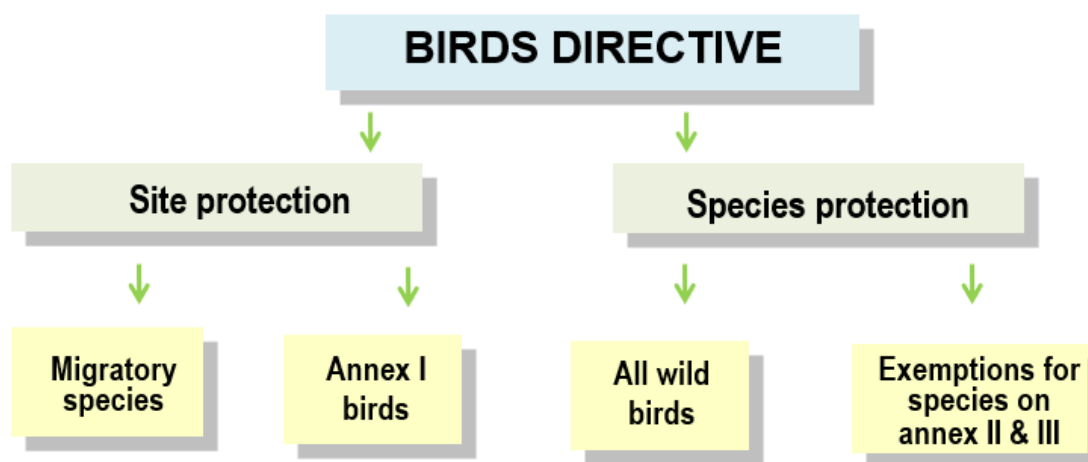 BIRDS DIRECTIVE
Site protection
Species protection
Migratory
species
Annex I
birds
All wild
birds
Exemptions for
species on
annex II & III